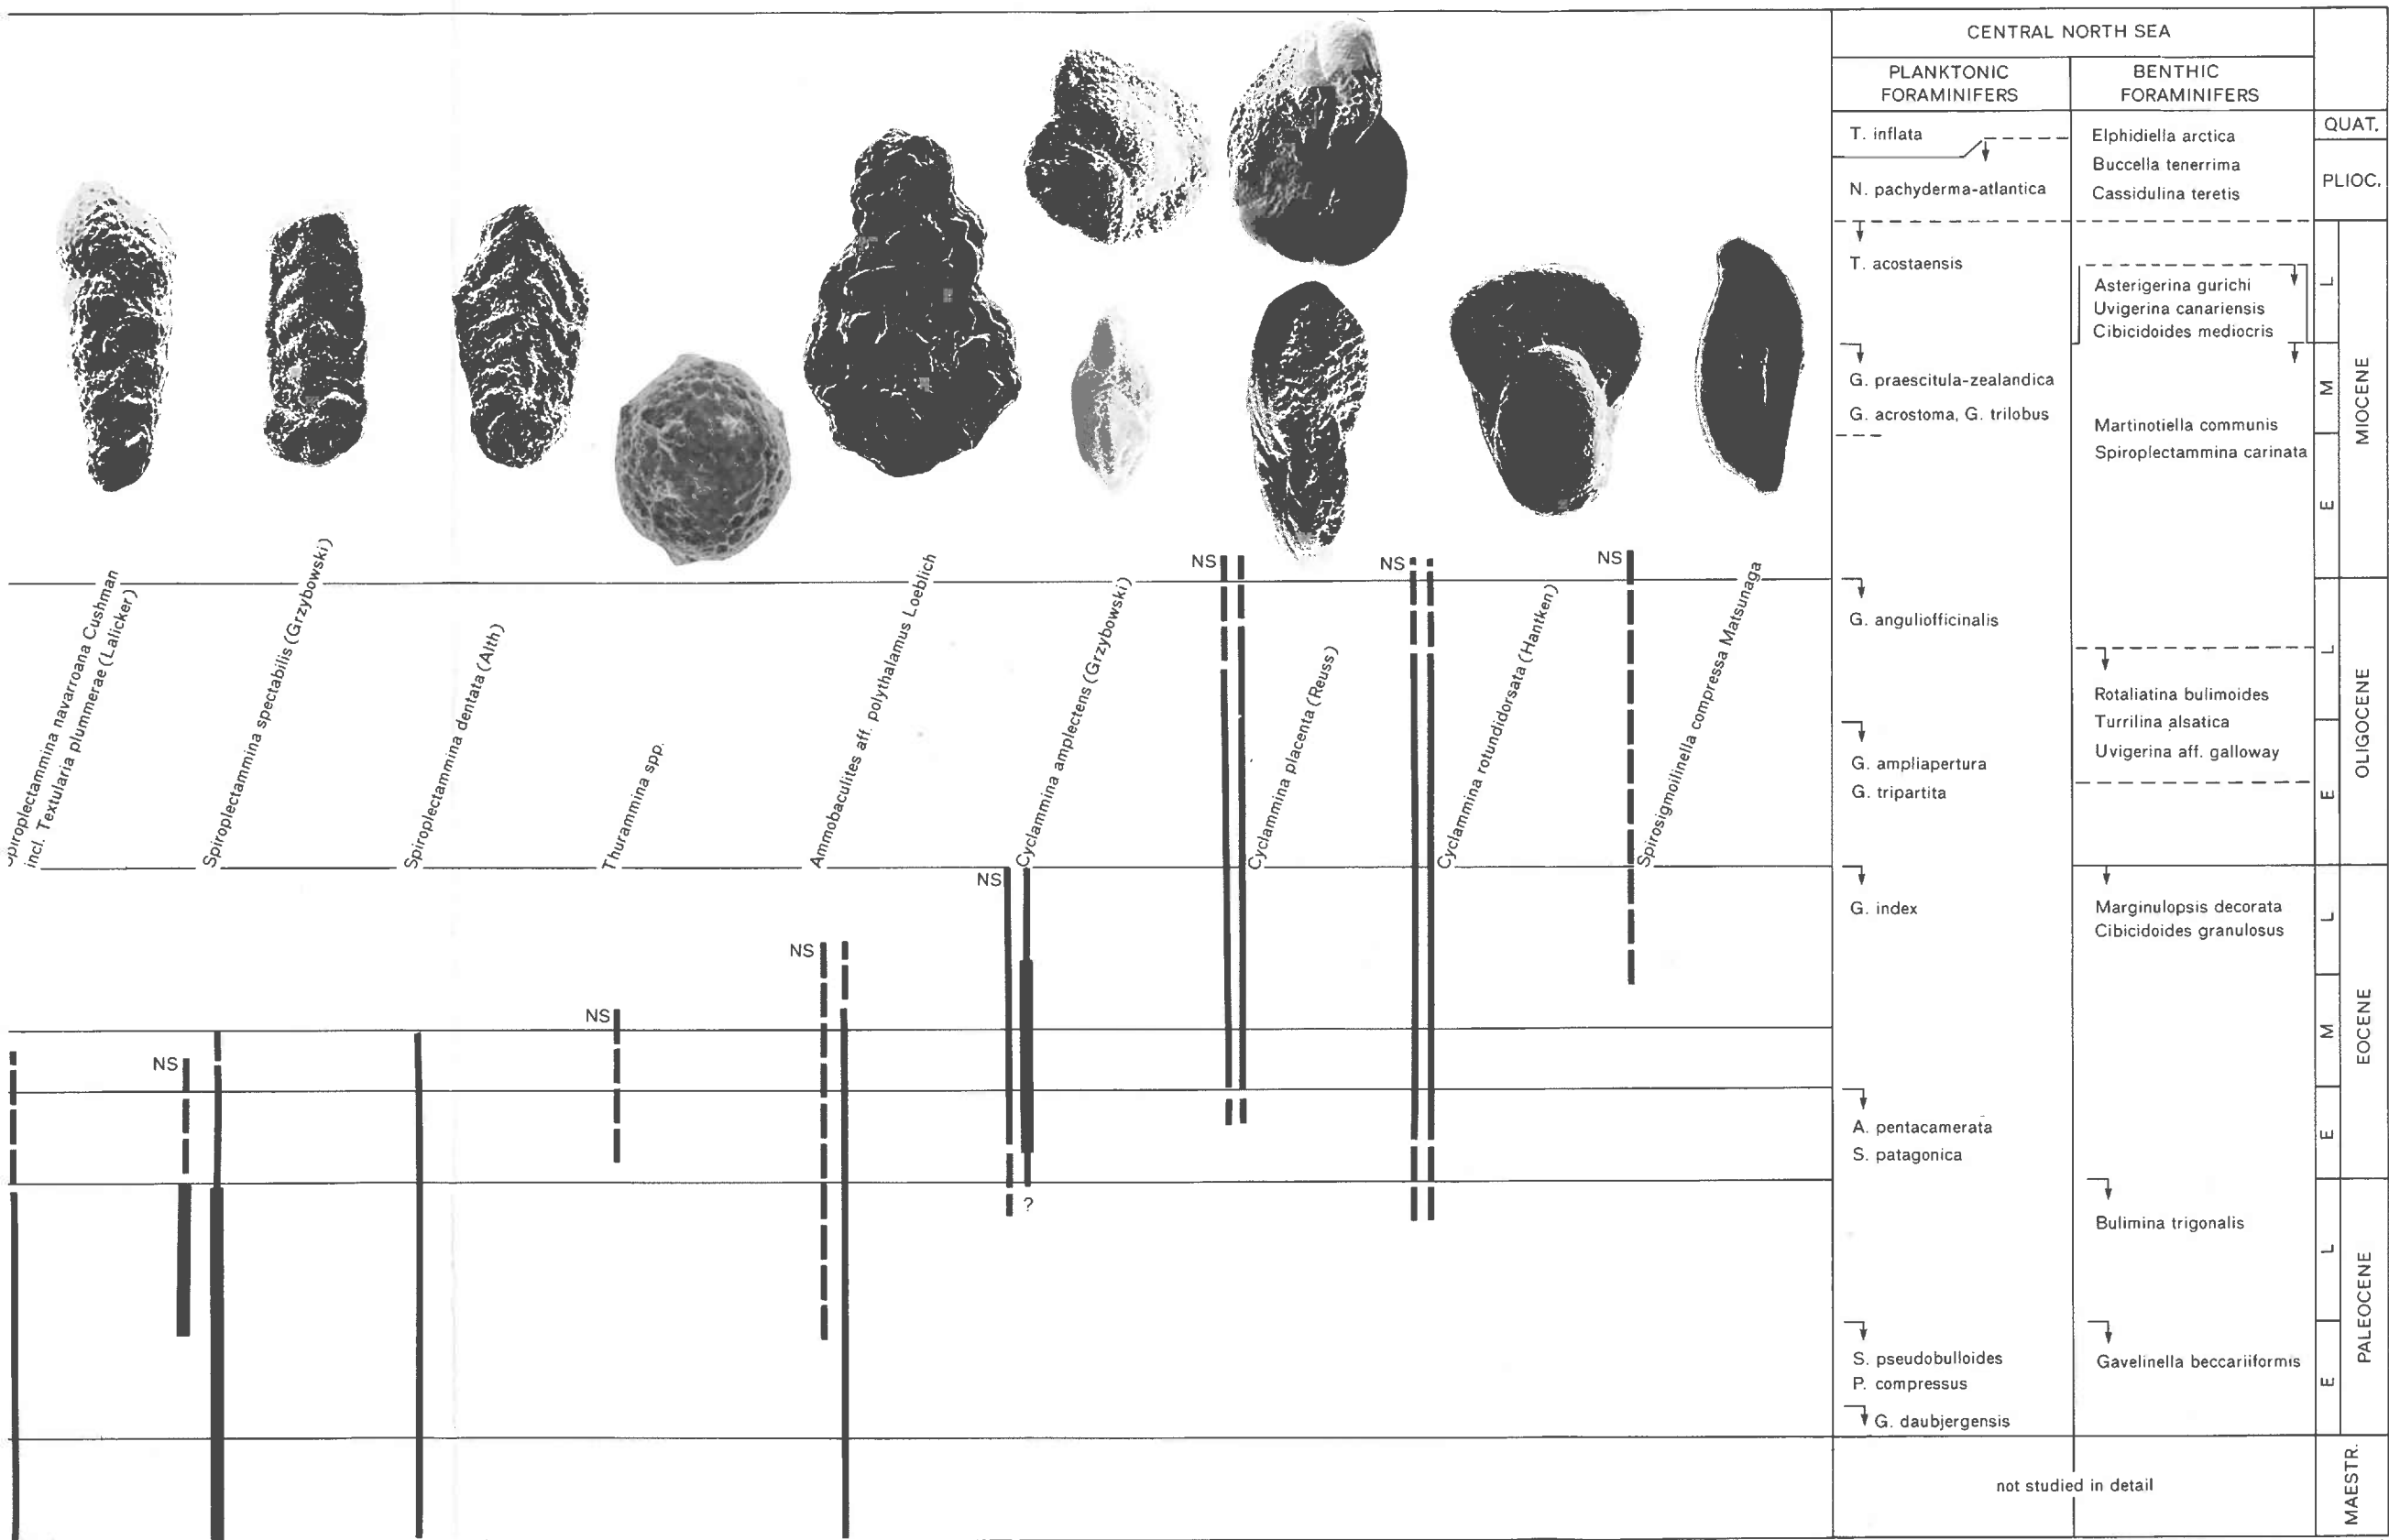 CENTRAL NORTH SEA
PLANKTONIC
FORAMINIFERS
BENTHIC
FORAMINIFERS
T. inflata
N. pachyderma-atlantica
T. acostaensis
G. praescitula-zealandica
G. acrostoma, G. trilobus
G. anguliofficinalis
G. ampliapertura
G. tripartita
G. index
A. pentacamerata
S. patagonica
S. pseudobulloides
P. compressus
G. daubjergensis
Elphidiella arctica
Buccella tenerrima
Cassidulina teretis
Asterigerina gurichi
Uvigerina canariensis
Cibicidoides mediocris
Martinotiella communis
Spiroplectammina carinata
Rotaliatina bulimoides
Turrilina alsatica
Uvigerina aff. galloway
Marginulopsis decorata
Cibicidoides granulosus
Bulimina trigonalis
Gavelinella beccariiformis
not studied in detail
QUAT.
PLIOC.
L
M
E
MIOCENE
L
E
OLIGOCENE
L
M
E
EOCENE
L
E
PALEOCENE
MAESTR.
Spiroplectammina navarroana Cushman
incl. Textularia plummerae (Lalicker)
Spiroplectammina spectabilis (Grzybowski)
Spiroplectammina dentata (Alth)
Thurammina spp.
Ammobaculites aff. polythalamus Loeblich
Cyclammina amplectens (Grzybowski)
Cyclammina placenta (Reuss)
Cyclammina rotundidorsata (Hantken)
Spirosigmoilinella compressa Matsunaga
NS
NS
NS
NS
NS
NS
NS
?